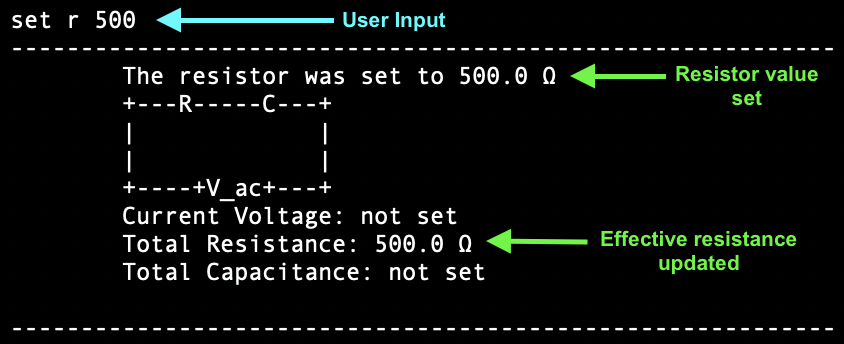 set r 500
User Input
-----------------------------------------------------------
The resistor was set to 500.0 Ω
Resistor value
set
+---R-----C---+
|             |
|             |
+----+V_ac+---+
Current Voltage: not set
Total Resistance: 500.0 Ω
Effective resistance
updated
Total Capacitance: not set
-----------------------------------------------------------